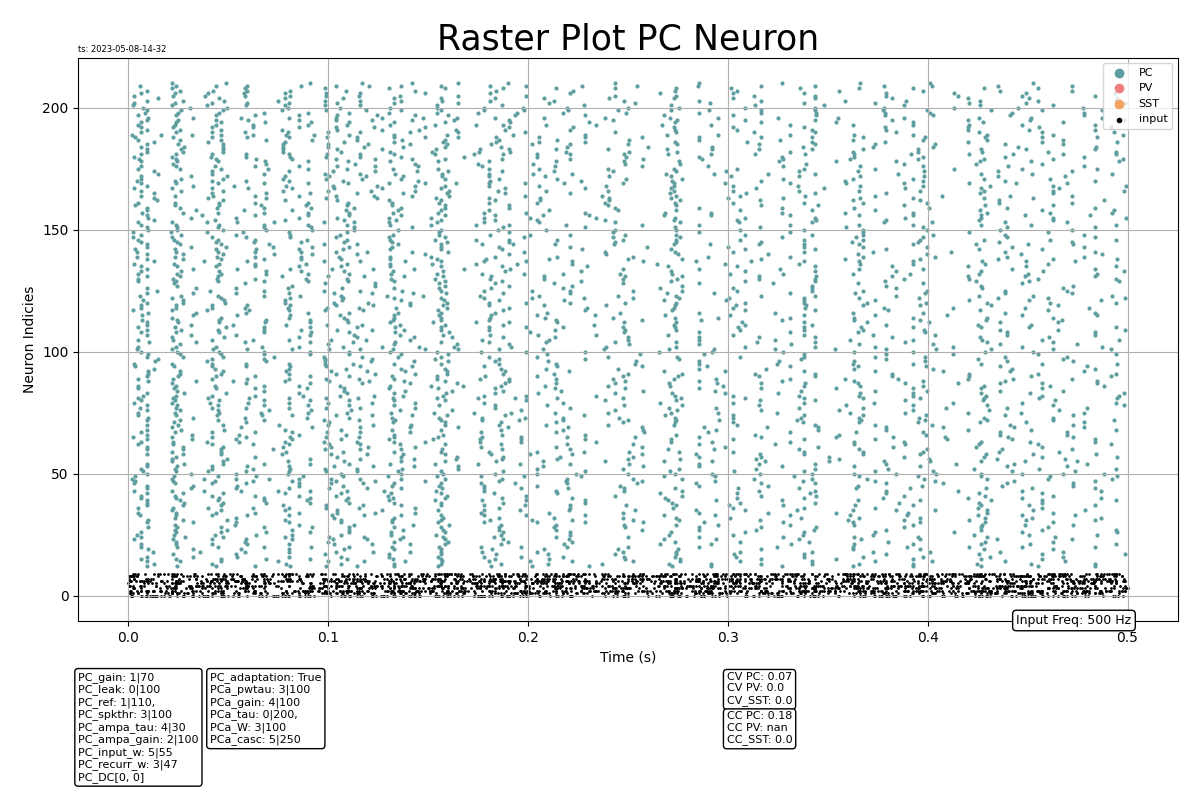 Raster Plot PC Neuron
ts: 2023-05-08-14-32
PC
PV
SST
input
200
150
100
50
0
Neuron Indicies
0.0 0.1 0.2 0.3 0.4 0.5
Input Freq: 500 Hz
Time (s)
PC_gain: 1|70
PC_leak: 0|100
PC_ref: 1|110,
PC_spkthr: 3|100
PC_ampa_tau: 4|30
PC_ampa_gain: 2|100
PC_input_w: 5|55
PC_recurr_w: 3|47
PC_DC[0, 0]
PC_adaptation: True
PCa_pwtau: 3|100
PCa_gain: 4|100
PCa_tau: 0|200,
PCa_W: 3|100
PCa_casc: 5|250
CV PC: 0.07
CV PV: 0.0
CV_SST: 0.0
CC PC: 0.18
CC PV: nan
CC_SST: 0.0